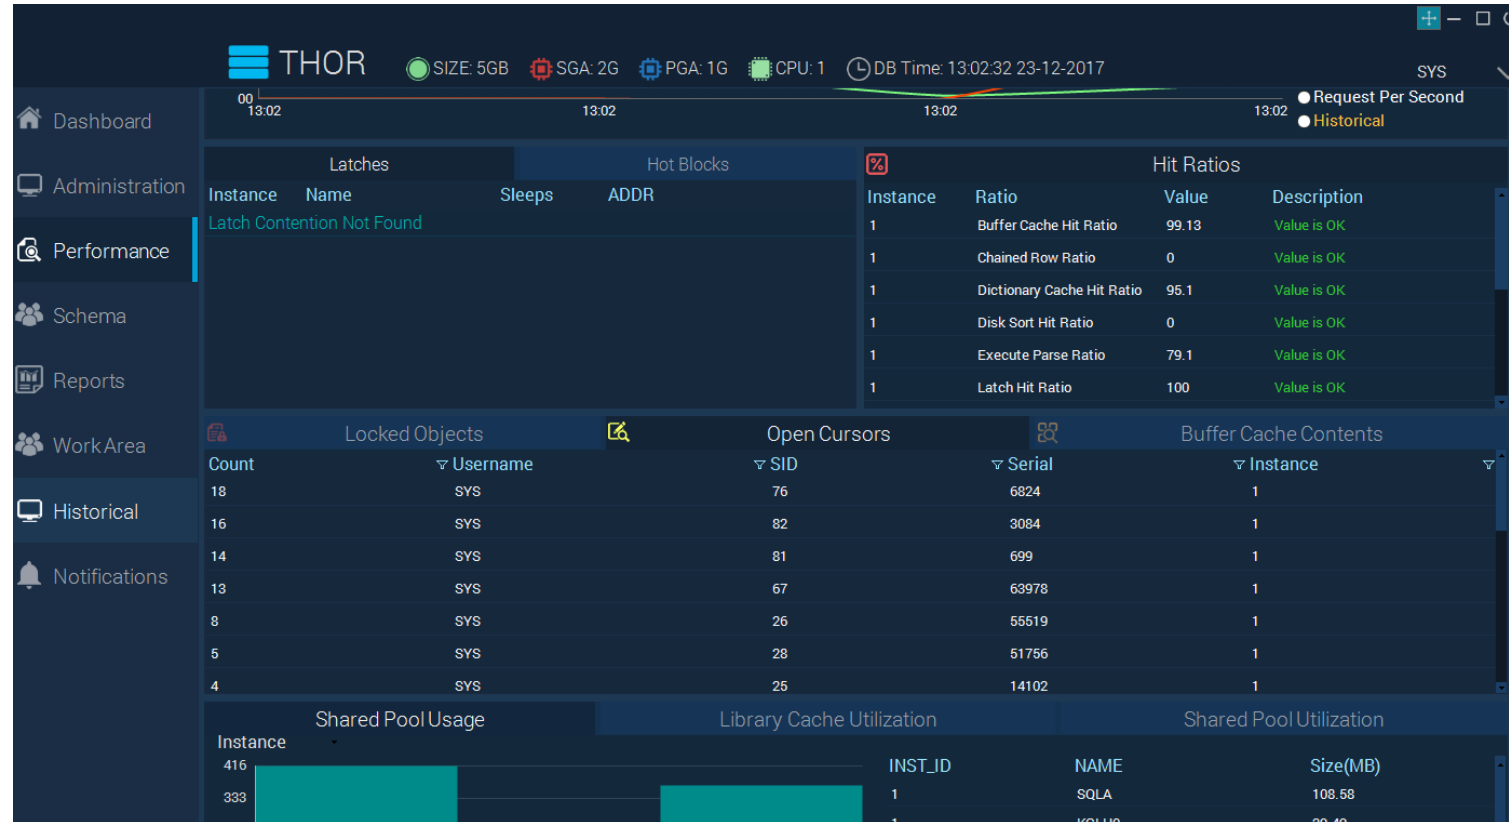 THOR SIZE: 5GB SGA: 2G PGA: 1G CPU: 1 DB Time: 13:02:32 23-12-2017 SYS
Dashboard
Administration
Performance
Schema
Reports
Work Area
Historical
Notifications
00
13:02 13:02 13:02 13:02
Request Per Second
Historical
Latches Hot Blocks
Instance Name Sleeps ADDR
Latch Contention Not Found
Hit Ratios
Instance Ratio Value Description
1 Buffer Cache Hit Ratio 99.13 Value is OK
1 Chained Row Ratio 0 Value is OK
1 Dictionary Cache Hit Ratio 95.1 Value is OK
1 Disk Sort Hit Ratio 0 Value is OK
1 Execute Parse Ratio 79.1 Value is OK
1 Latch Hit Ratio 100 Value is OK
Locked Objects Open Cursors Buffer Cache Contents
Count Username SID Serial Instance
18 SYS 76 6824 1
16 SYS 82 3084 1
14 SYS 81 699 1
13 SYS 67 63978 1
8 SYS 26 55519 1
5 SYS 28 51756 1
4 SYS 25 14102 1
Shared Pool Usage Library Cache Utilization Shared Pool Utilization
Instance
416
333
INST_ID NAME Size(MB)
1 SQLA 108.58